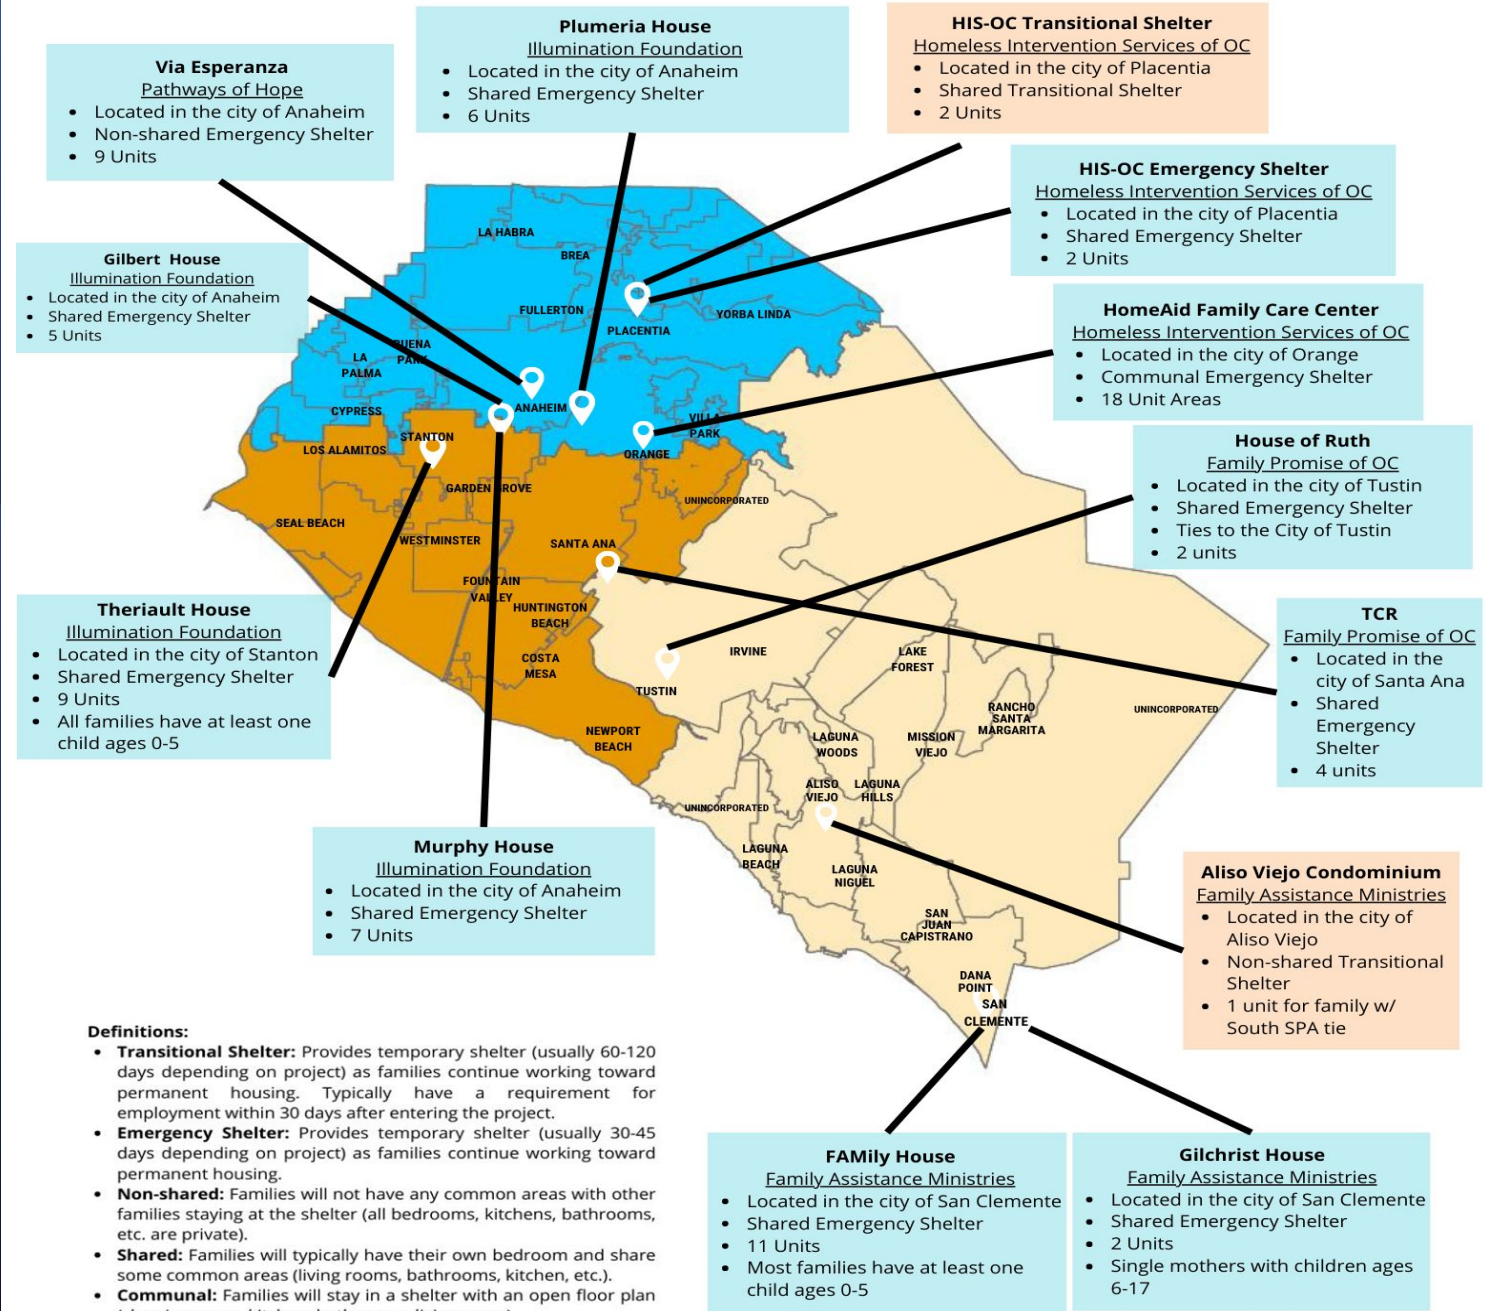 Plumeria House
Illumination Foundation
• Located in the city of Anaheim
• Shared Emergency Shelter
• 6 Units
HIS-OC Transitional Shelter
Homeless Intervention Services of OC
• Located in the city of Placentia
• Shared Transitional Shelter
• 2 Units
Via Esperanza
Pathways of Hope
• Located in the city of Anaheim
• Non-shared Emergency Shelter
• 9 Units
HIS-OC Emergency Shelter
Homeless Intervention Services of OC
• Located in the city of Placentia
• Shared Emergency Shelter
• 2 Units
Gilbert House
Illumination Foundation
• Located in the city of Anaheim
• Shared Emergency Shelter
• 5 Units
HomeAid Family Care Center
Homeless Intervention Services of OC
• Located in the city of Orange
• Communal Emergency Shelter
• 18 Unit Areas
House of Ruth
Family Promise of OC
• Located in the city of Tustin
• Shared Emergency Shelter
• Ties to the City of Tustin
• 2 units
LA HABRA
BREA
FULLERTON
PLACENTIA
YORBA LINDA
BUENA
PARK
LA
PALMA
CYPRESS
ANAHEIM
VILLA
PARK
STANTON
LOS ALAMITOS
ORANGE
GARDEN GROVE
UNINCORPORATED
SEAL BEACH
WESTMINSTER
SANTA ANA
FOUNTAIN
VALLEY
HUNTINGTON
BEACH
COSTA
MESA
IRVINE
LAKE
FOREST
TUSTIN
RANCHO
SANTA
MARGARITA
UNINCORPORATED
NEWPORT
BEACH
LAGUNA
WOODS
MISSION
VIEJO
ALISO
VIEJO
LAGUNA
HILLS
UNINCORPORATED
LAGUNA
BEACH
LAGUNA
NIGUEL
SAN
JUAN
CAPISTRANO
DANA
POINT
SAN
CLEMENTE
Theriault House
Illumination Foundation
• Located in the city of Stanton
• Shared Emergency Shelter
• 9 Units
• All families have at least one
child ages 0-5
TCR
Family Promise of OC
• Located in the
city of Santa Ana
• Shared
Emergency
Shelter
• 4 units
Murphy House
Illumination Foundation
• Located in the city of Anaheim
• Shared Emergency Shelter
• 7 Units
Aliso Viejo Condominium
Family Assistance Ministries
• Located in the city of
Aliso Viejo
• Non-shared Transitional
Shelter
• 1 unit for family w/
South SPA tie
Definitions:
• Transitional Shelter: Provides temporary shelter (usually 60-120
days depending on project) as families continue working toward
permanent housing. Typically have a requirement for
employment within 30 days after entering the project.
• Emergency Shelter: Provides temporary shelter (usually 30-45
days depending on project) as families continue working toward
permanent housing.
• Non-shared: Families will not have any common areas with other
families staying at the shelter (all bedrooms, kitchens, bathrooms,
etc. are private).
• Shared: Families will typically have their own bedroom and share
some common areas (living rooms, bathrooms, kitchen, etc.).
• Communal: Families will stay in a shelter with an open floor plan
FAMily House
Family Assistance Ministries
• Located in the city of San Clemente
• Shared Emergency Shelter
• 11 Units
• Most families have at least one
child ages 0-5
Gilchrist House
Family Assistance Ministries
• Located in the city of San Clemente
• Shared Emergency Shelter
• 2 Units
• Single mothers with children ages
6-17